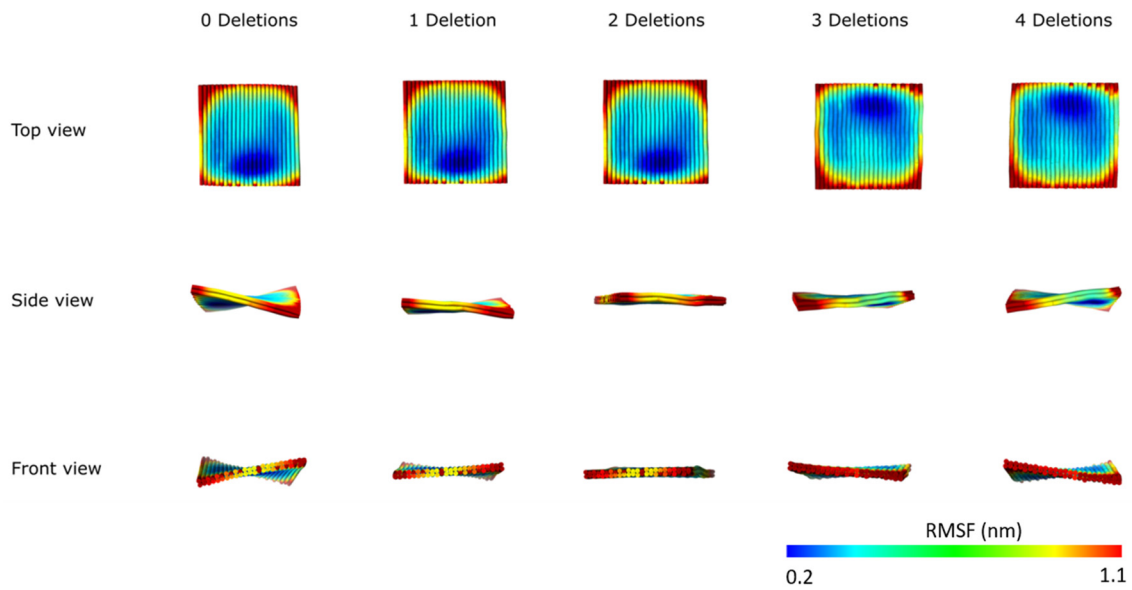 0 Deletions 1 Deletion 2 Deletions 3 Deletions 4 Deletions
Top view
Side view
Front view
RMSF (nm)
0.2 1.1